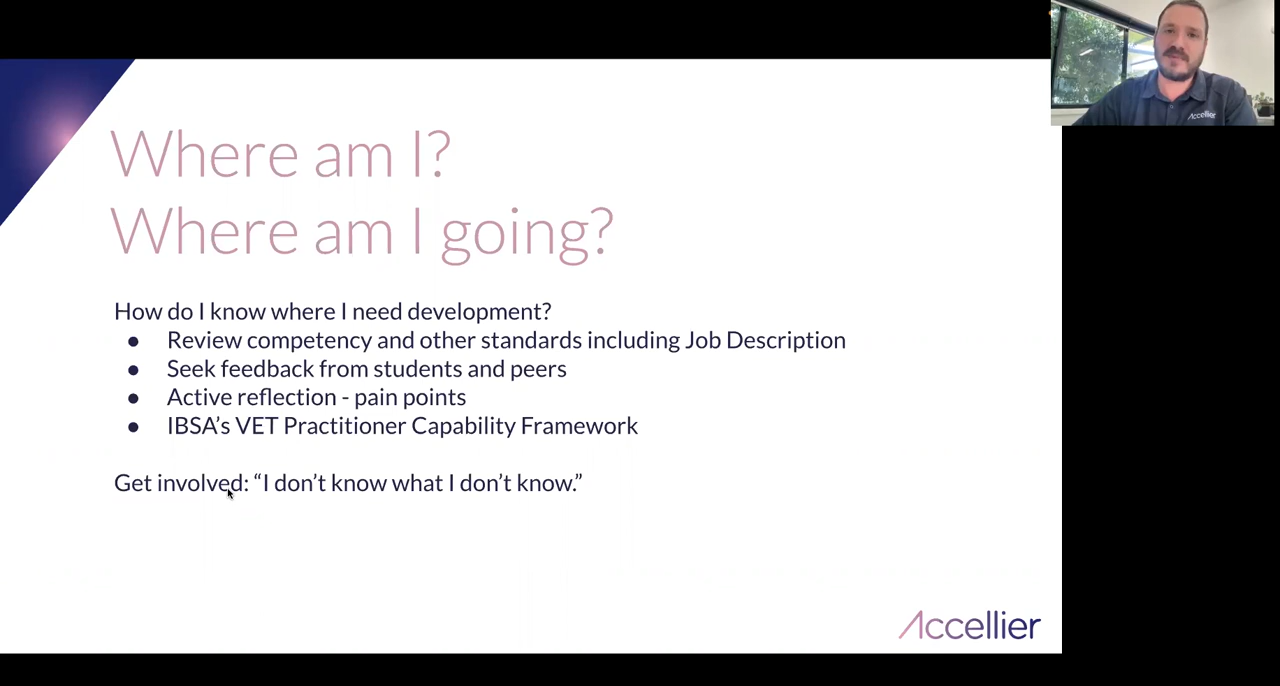 Where am I?
Where am I going?
How do I know where I need development?
● Review competency and other standards including Job Description
● Seek feedback from students and peers
● Active reflection - pain points
● IBSA’s VET Practitioner Capability Framework
Get involved: “I don’t know what I don’t know.”
Accellier
Accellier